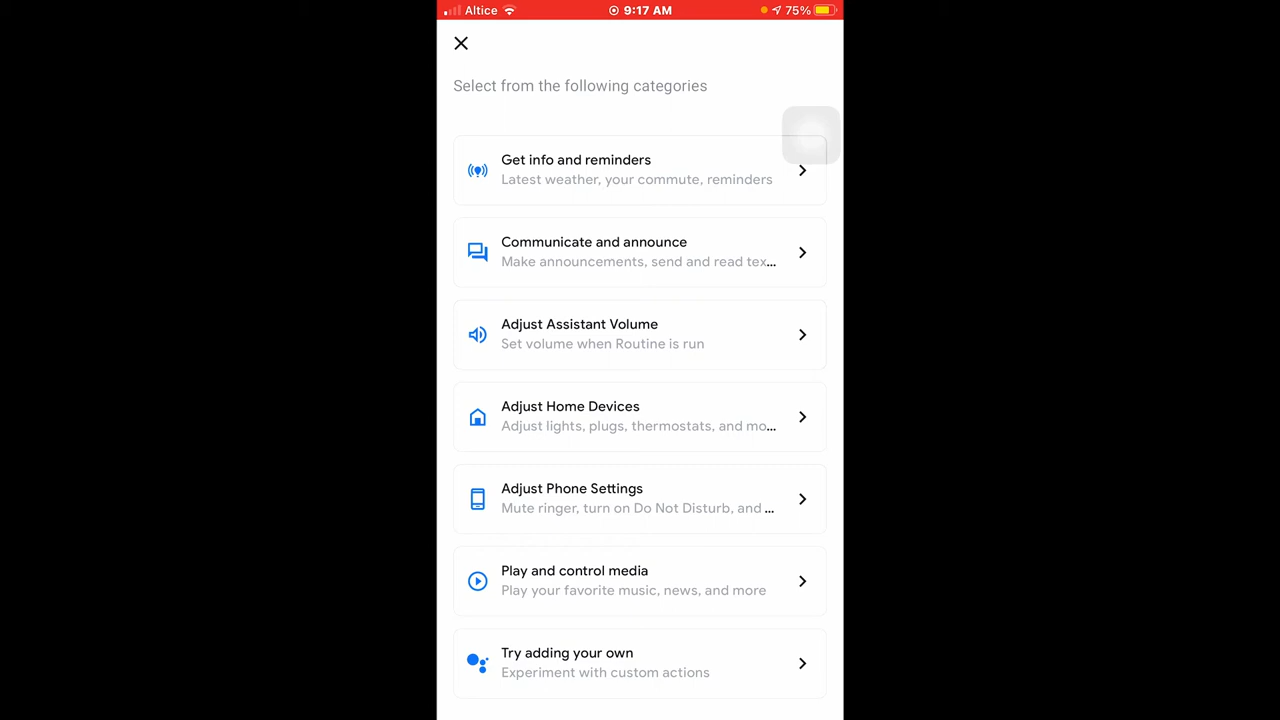 Altice 9:17 AM 75%
Select from the following categories
Get info and reminders
Latest weather, your commute, reminders
Communicate and announce
Make announcements, send and read tex...
Adjust Assistant Volume
Set volume when Routine is run
Adjust Home Devices
Adjust lights, plugs, thermostats, and mo...
Adjust Phone Settings
Mute ringer, turn on Do Not Disturb, and ...
Play and control media
Play your favorite music, news, and more
Try adding your own
Experiment with custom actions